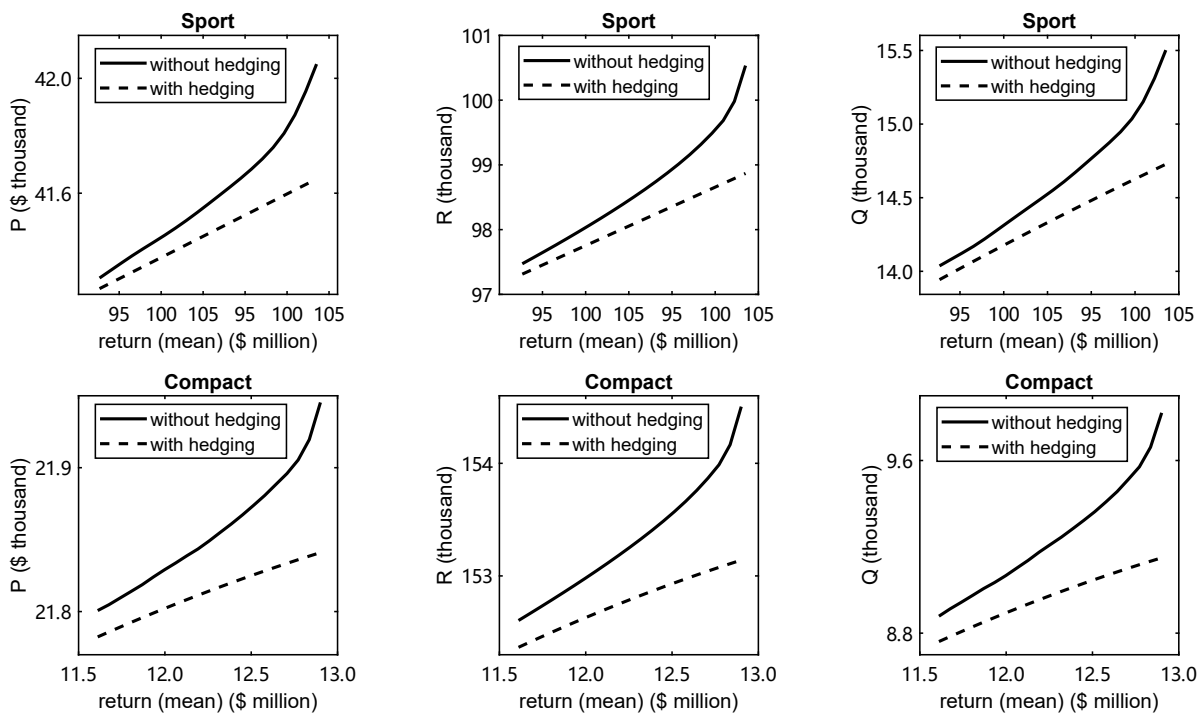 Sport
without hedging
with hedging
42.0
41.6
P ($ thousand)
95 100 105 95 100 105
return (mean) ($ million)
Sport
without hedging
with hedging
101
100
99
98
97
R (thousand)
95 100 105 95 100 105
return (mean) ($ million)
Sport
without hedging
with hedging
15.5
15.0
14.5
14.0
Q (thousand)
95 100 105 95 100 105
return (mean) ($ million)
Compact
without hedging
with hedging
21.9
21.8
P ($ thousand)
11.5 12.0 12.5 13.0
return (mean) ($ million)
Compact
without hedging
with hedging
154
153
R (thousand)
11.5 12.0 12.5 13.0
return (mean) ($ million)
Compact
without hedging
with hedging
9.6
8.8
Q (thousand)
11.5 12.0 12.5 13.0
return (mean) ($ million)